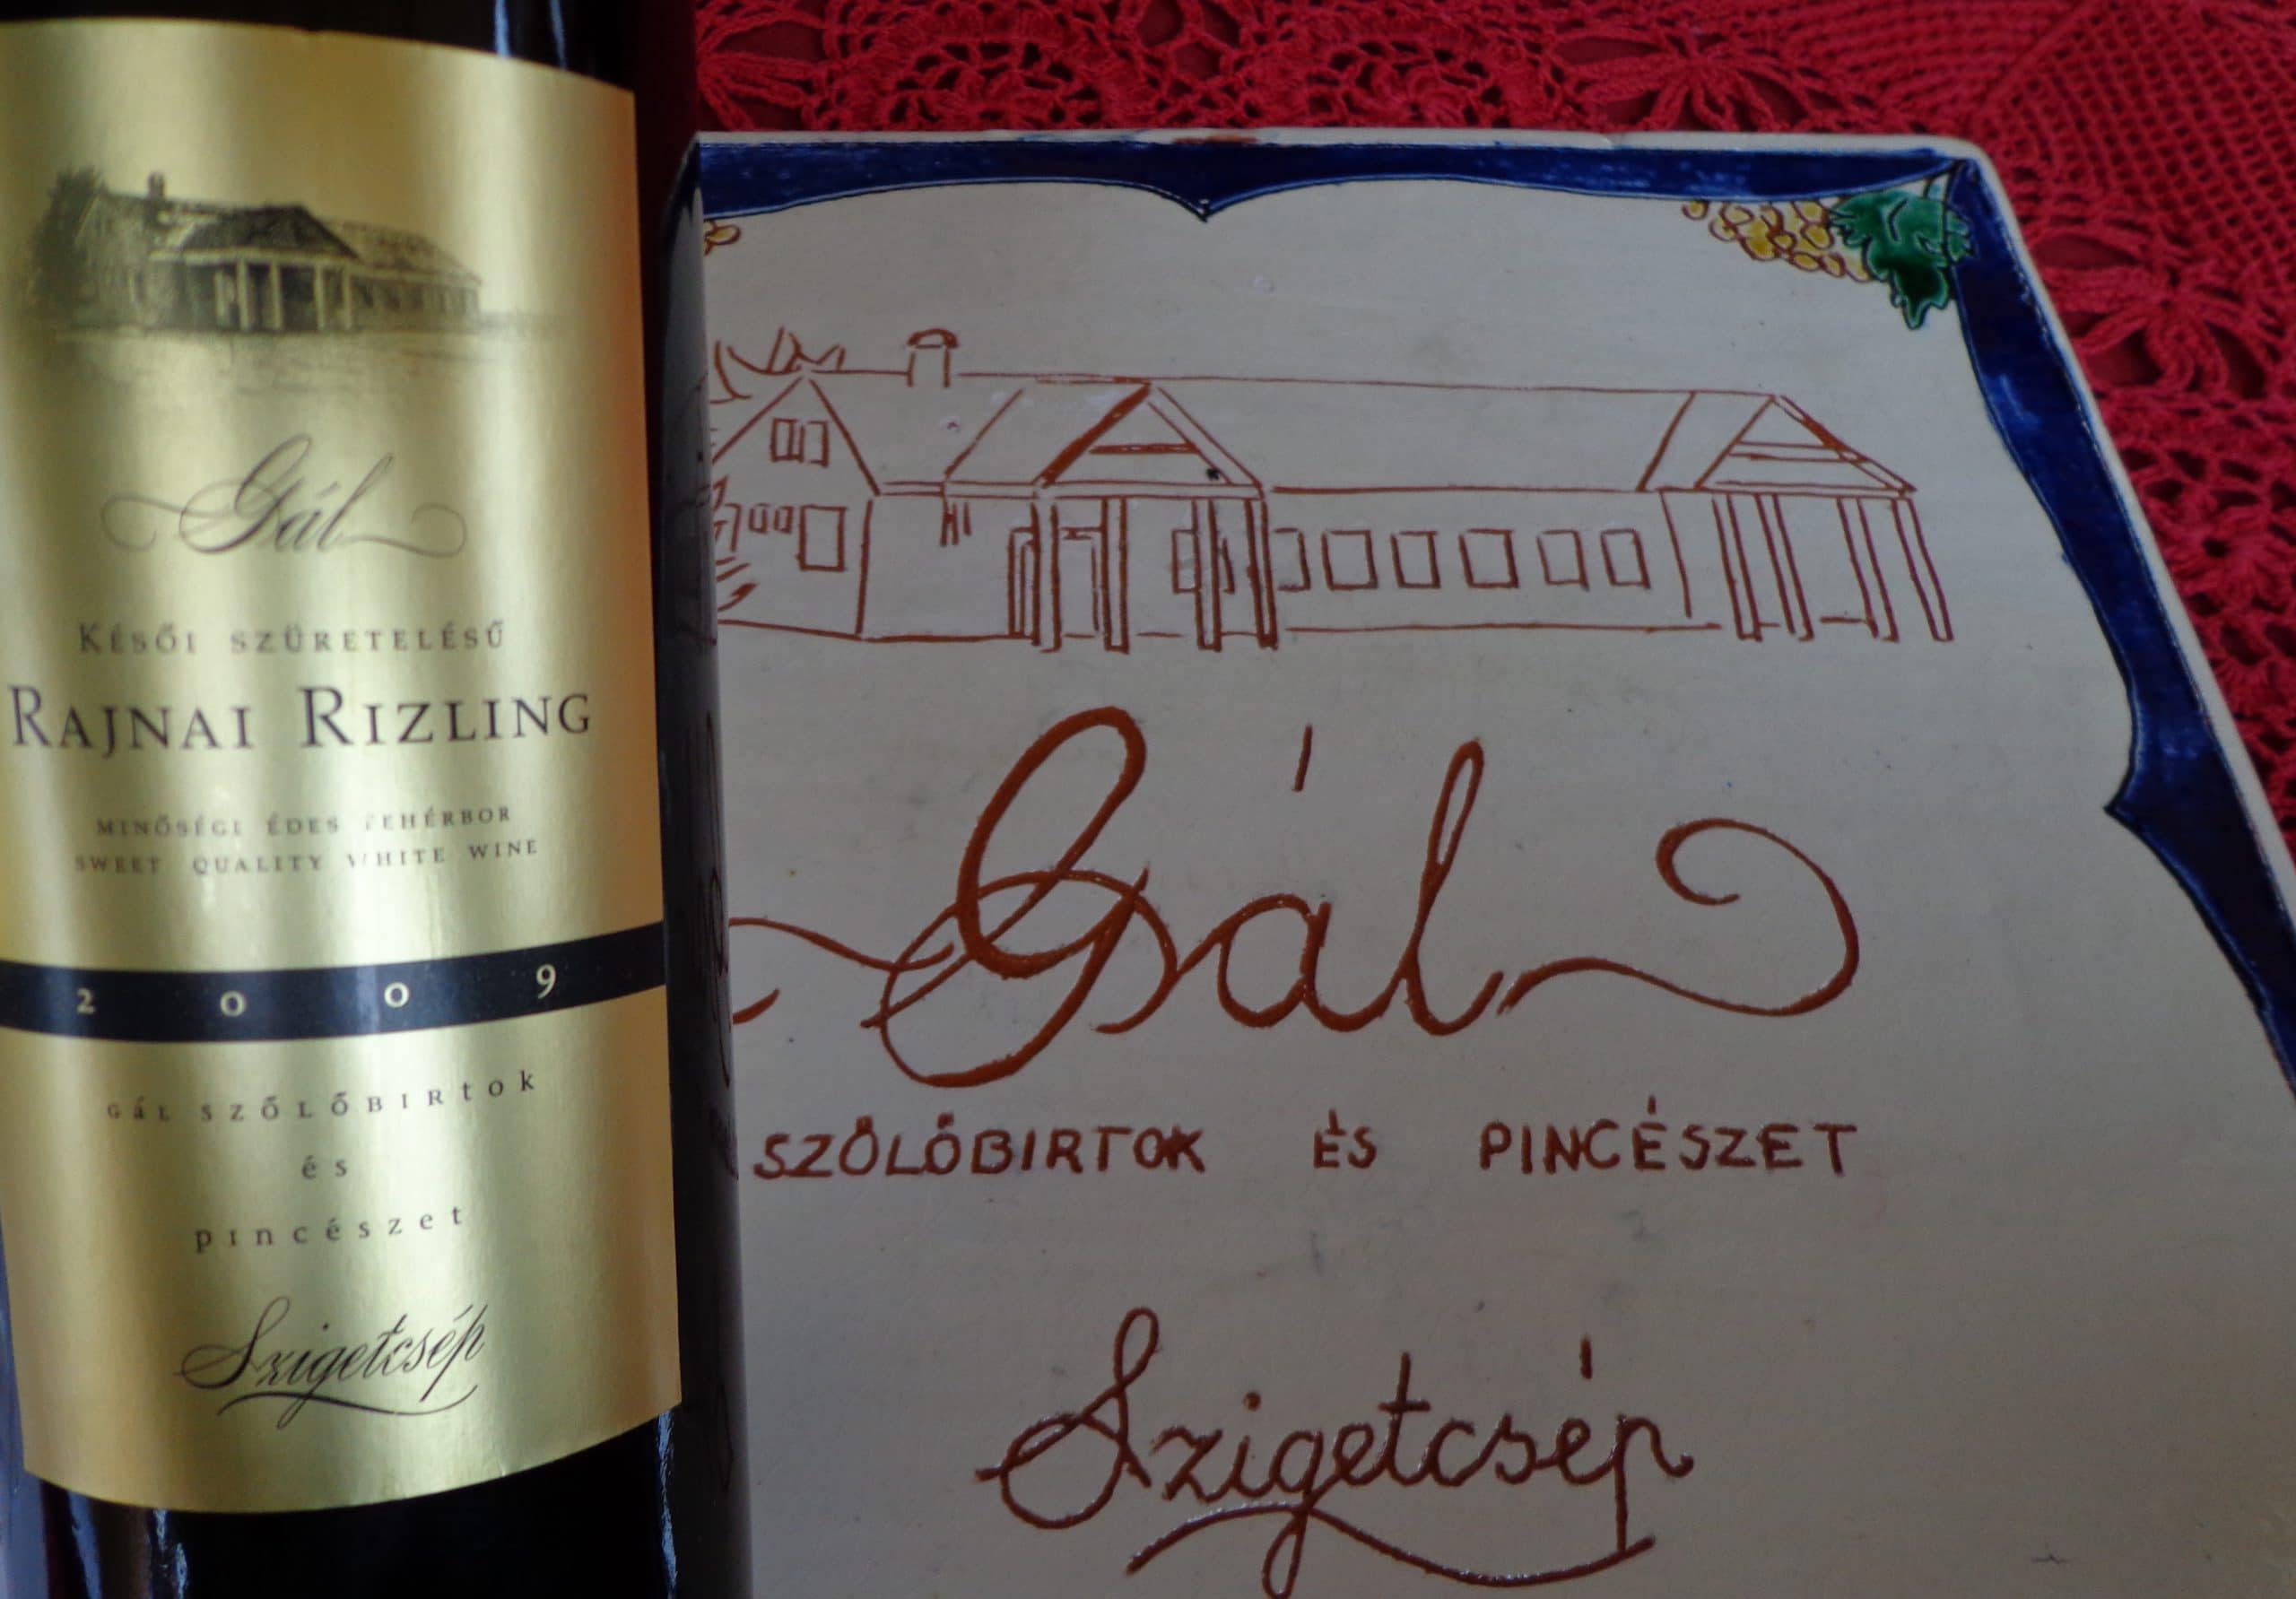 Gál
KÉSŐI SZÜRETELÉSŰ
RAJNAI RIZLING
MINŐSÉGI ÉDES FEHÉRBOR
SWEET QUALITY WHITE WINE
2009
Gál SZŐLŐBIRtok
és
pincészet
Szigetcsép
Gál
SZŐLŐBIRTOK ÉS PINCÉSZET
Szigetcsép